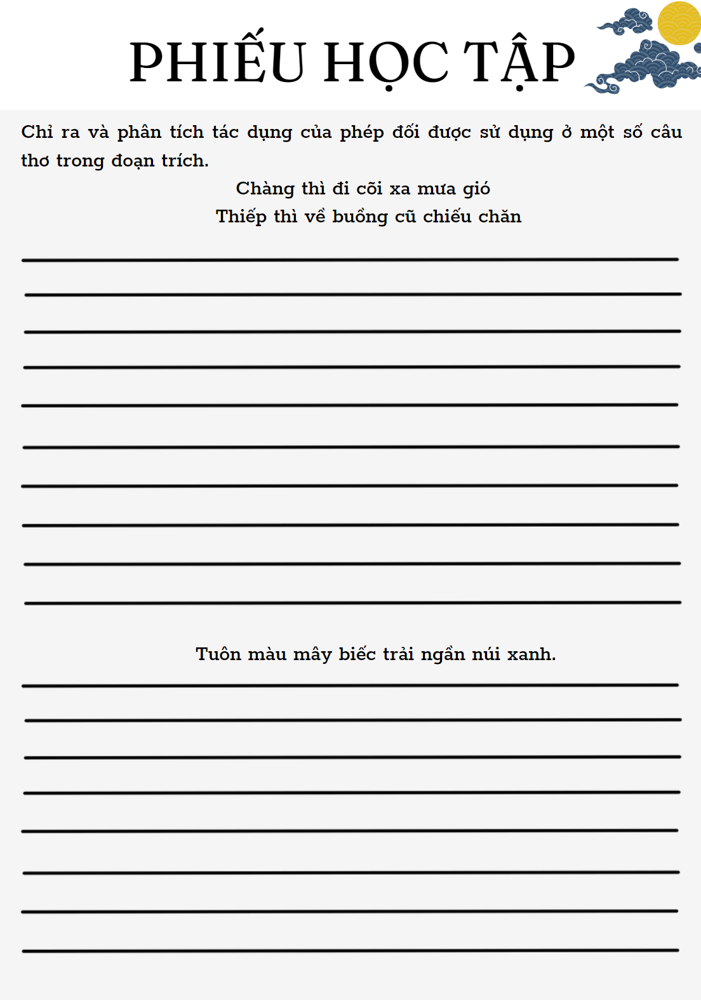 PHIẾU HỌC TẬP
Chỉ ra và phân tích tác dụng của phép đối được sử dụng ở một số câu
thơ trong đoạn trích.
Chàng thì đi cõi xa mưa gió
Thiếp thì về buồng cũ chiếu chăn
Tuôn màu mây biếc trải ngần núi xanh.